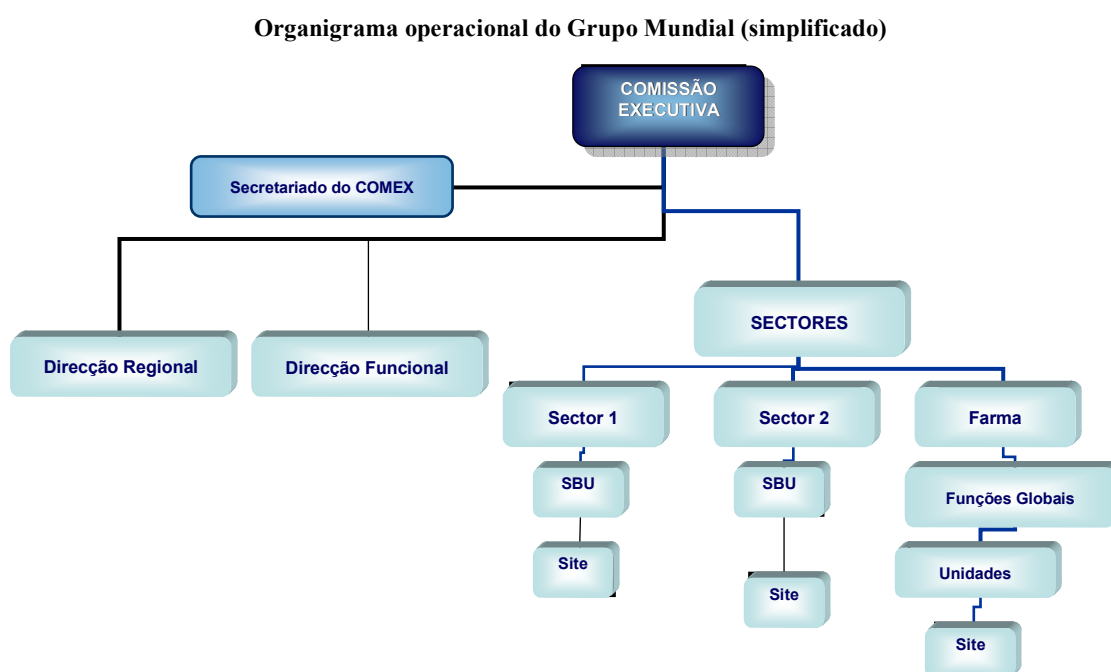 Organigrama operacional do Grupo Mundial (simplificado)
COMISSÃO
EXECUTIVA
Secretariado do COMEX
SECTORES
Direcção Regional
Direcção Funcional
Sector 1
Sector 2
Farma
SBU
SBU
Funções Globais
Site
Site
Unidades
Site